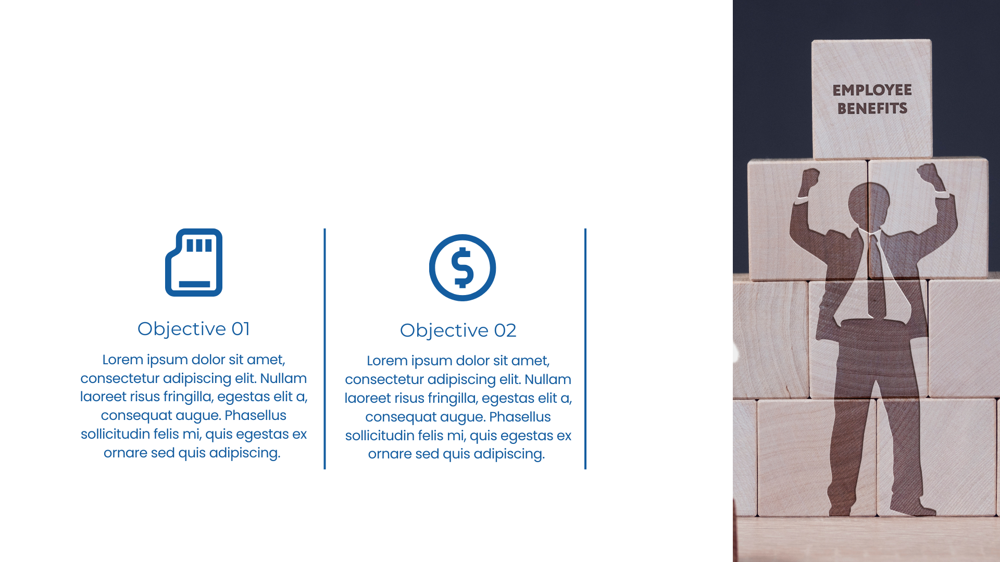 Objective 01
Lorem ipsum dolor sit amet,
consectetur adipiscing elit. Nullam
laoreet risus fringilla, egestas elit a,
consequat augue. Phasellus
sollicitudin felis mi, quis egestas ex
ornare sed quis adipiscing.
Objective 02
Lorem ipsum dolor sit amet,
consectetur adipiscing elit. Nullam
laoreet risus fringilla, egestas elit a,
consequat augue. Phasellus
sollicitudin felis mi, quis egestas ex
ornare sed quis adipiscing.
EMPLOYEE
BENEFITS